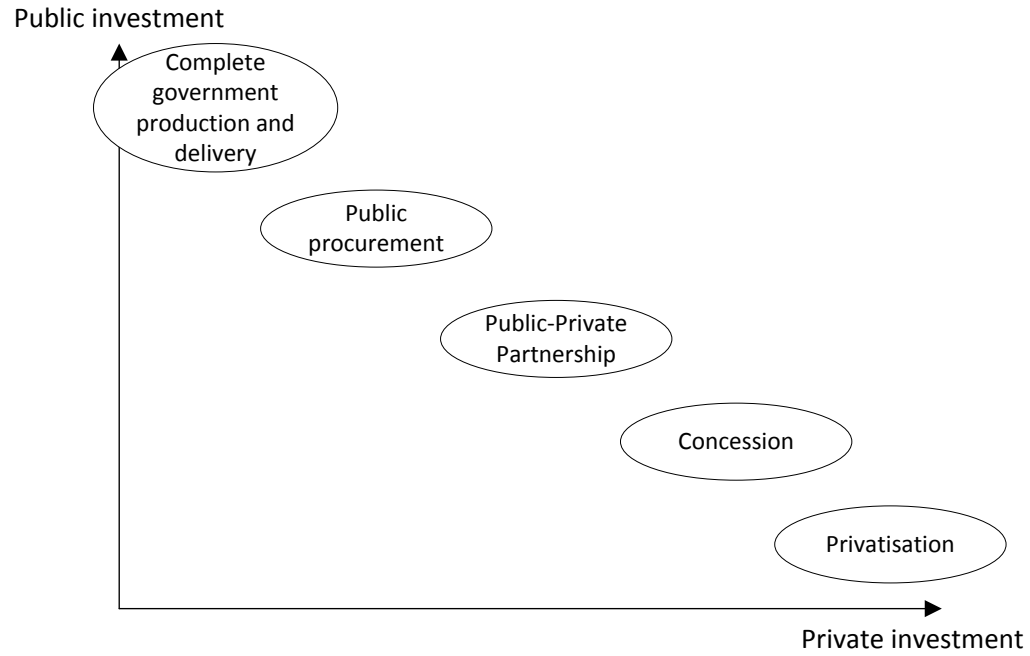 Public investment
Complete
government
production and
delivery
Public
procurement
Public-Private
Partnership
Concession
Privatisation
Private investment